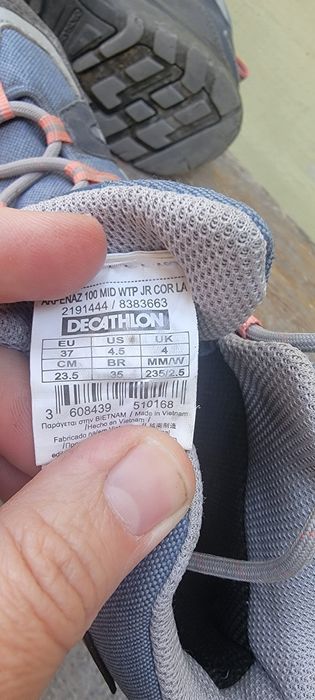 ARPENAZ 100 MID WTP JR COR LA
2191444 / 8383663
DECATHLON
EU US UK
37 4.5 4
CM BR MM/W
23.5 35 235/2.5
3 608439 510168
Παράγεται στην ΒΙΕΤΝΑΜ / Made in Vietnam
/Hecho en Vietnam/
Fabricado